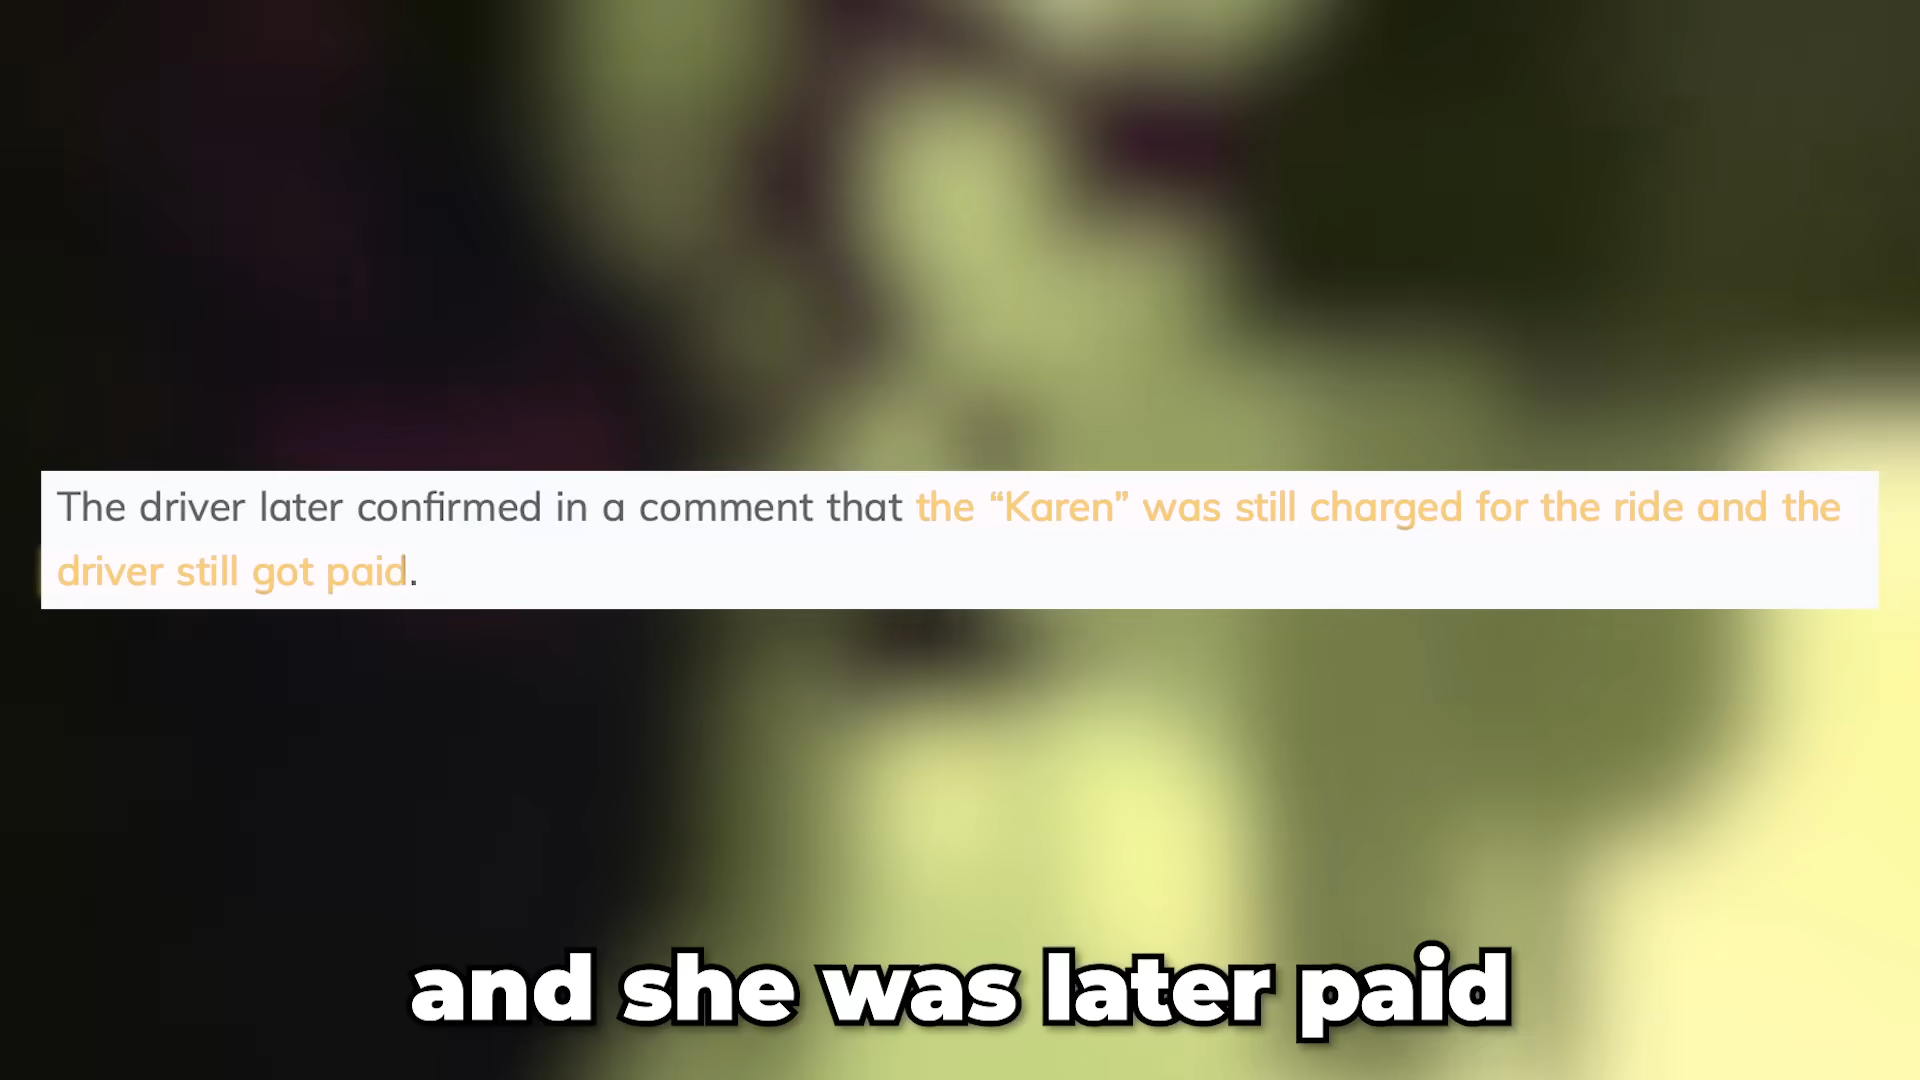 The driver later confirmed in a comment that the “Karen” was still charged for the ride and the
driver still got paid.
and she was later paid